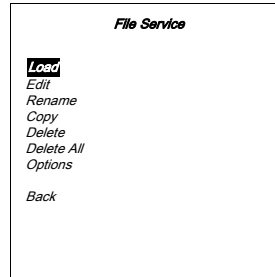 File Service
Load
Edit
Rename
Copy
Delete
Delete All
Options
Back